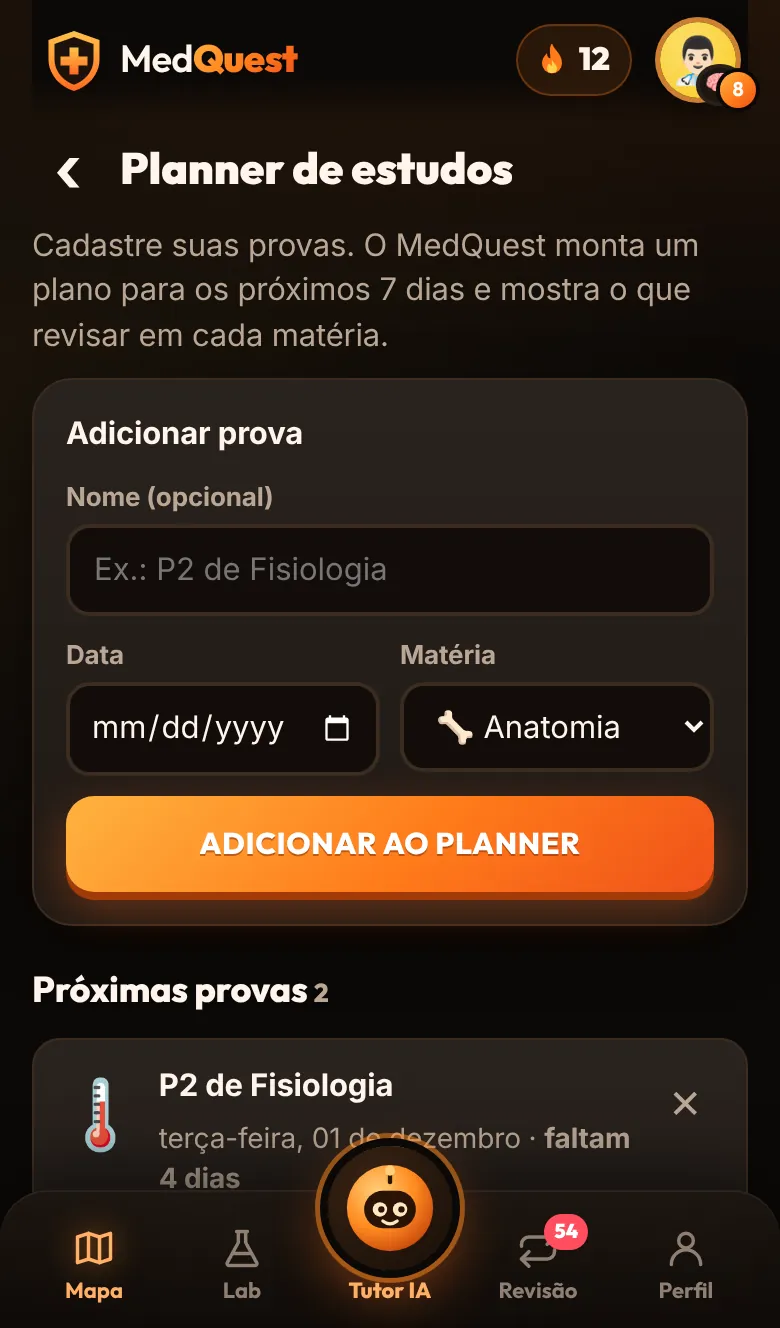 MedQuest
12
8
Planner de estudos
Cadastre suas provas. O MedQuest monta um
plano para os próximos 7 dias e mostra o que
revisar em cada matéria.
Adicionar prova
Nome (opcional)
Ex.: P2 de Fisiologia
Data
Matéria
mm/dd/yyyy
Anatomia
ADICIONAR AO PLANNER
Próximas provas 2
P2 de Fisiologia
terça-feira, 01 de dezembro · faltam
4 dias
54
Mapa
Lab
Tutor IA
Revisão
Perfil